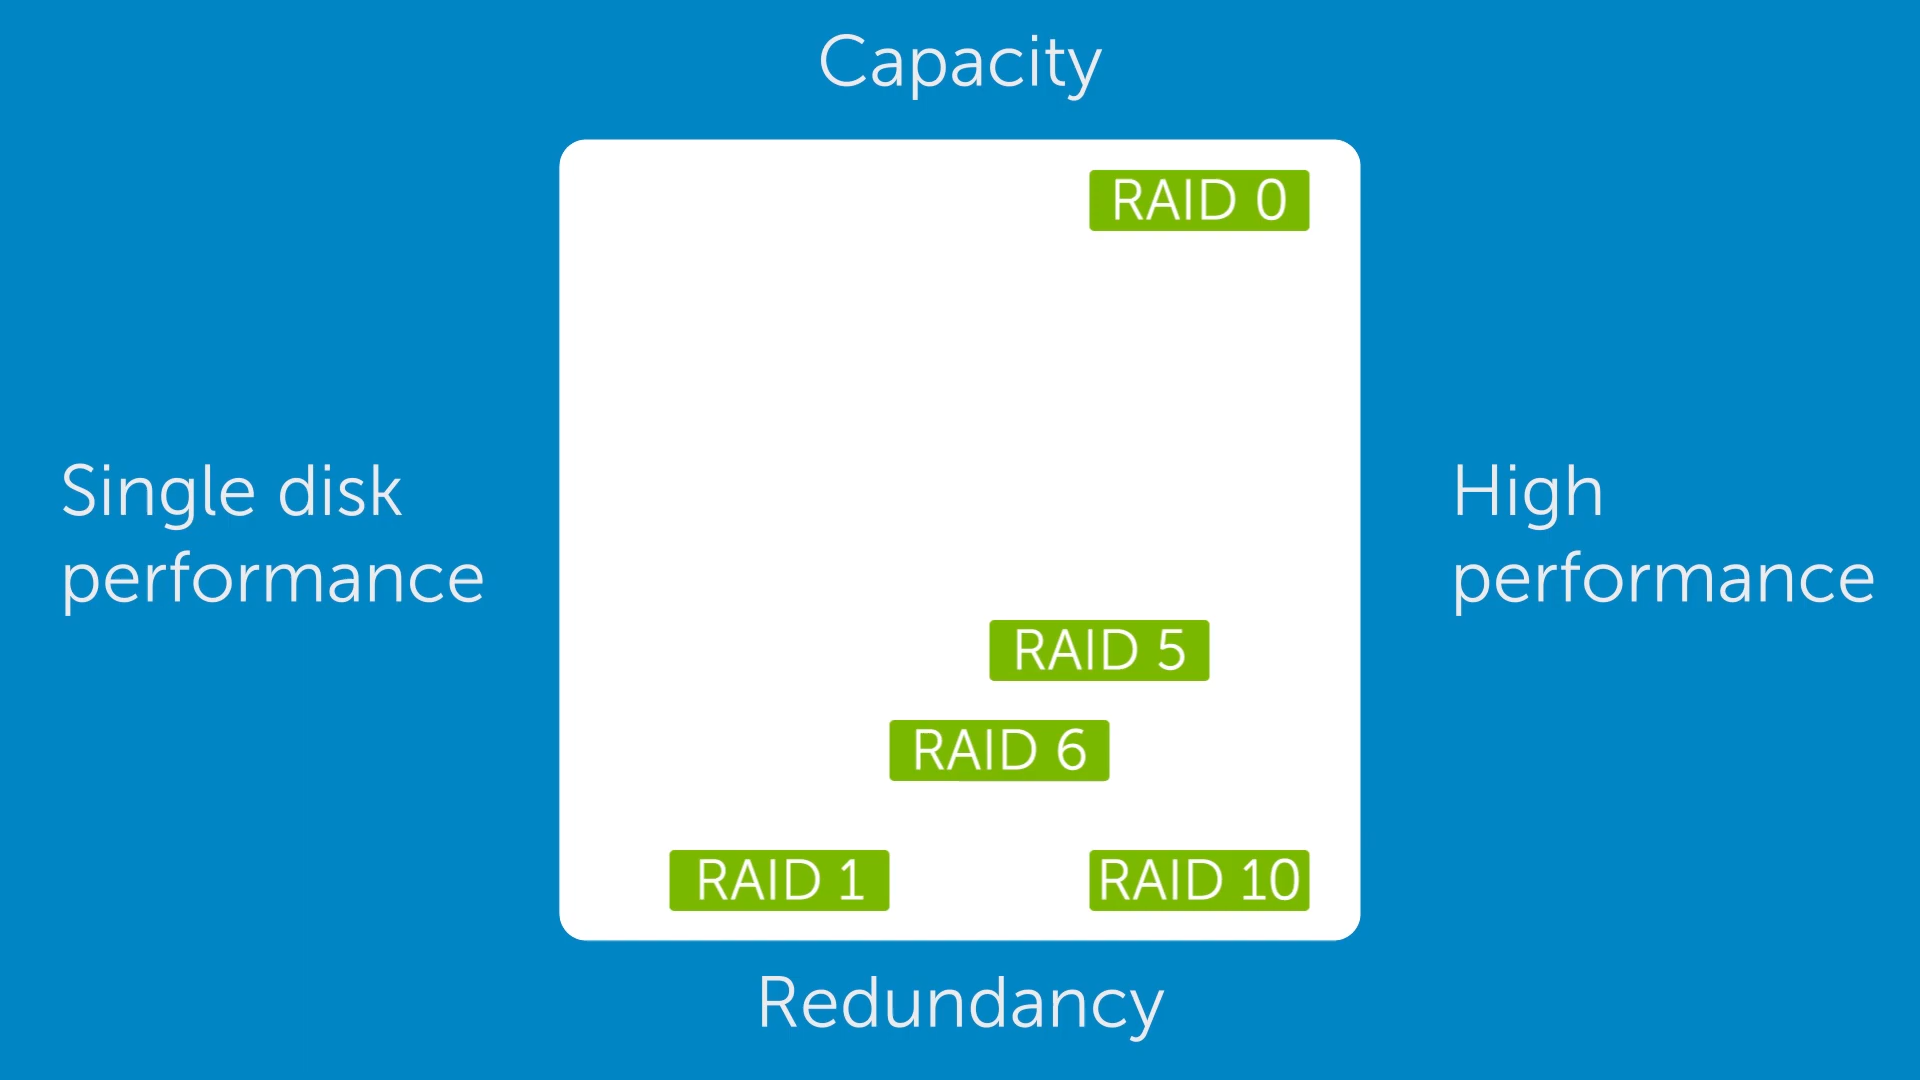 Capacity
RAID 0
Single disk
performance
High
performance
RAID 5
RAID 6
RAID 1
RAID 10
Redundancy